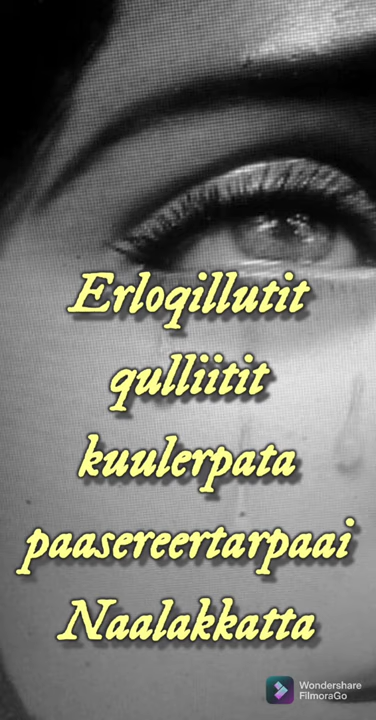 Erloqillutit
qulliitit
kuulerpata
paasereertarpaai
Naalakkatta
Wondershare
FilmoraGo